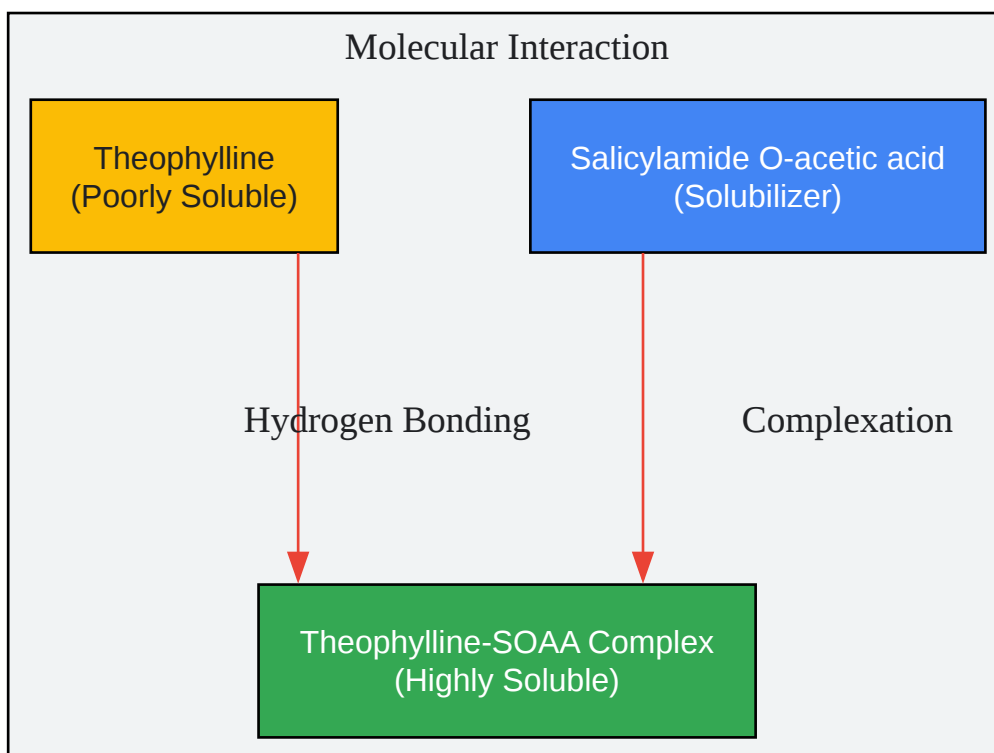 Molecular Interaction
Theophylline
(Poorly Soluble)
Salicylamide O-acetic acid
(Solubilizer)
Hydrogen Bonding
Complexation
Theophylline-SOAA Complex
(Highly Soluble)